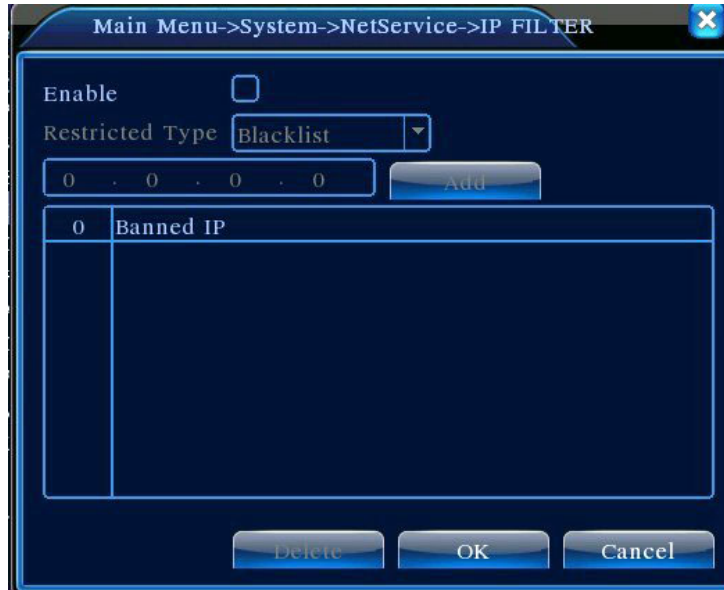 Main Menu->System->NetService->IP FILTER
Enable
Restricted Type Blacklist
0 . 0 . 0 . 0 Add
0 Banned IP
Delete OK Cancel